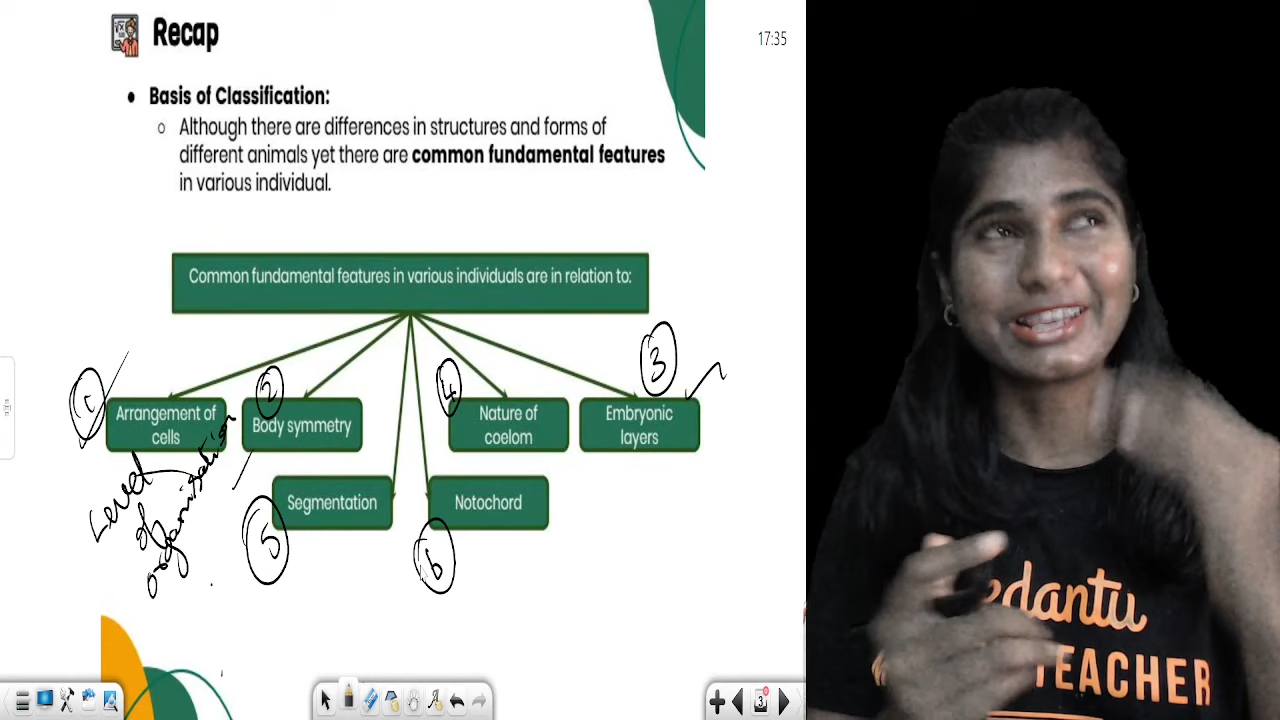 Recap
17:35
Basis of Classification:
Although there are differences in structures and forms of
different animals yet there are common fundamental features
in various individual.
Common fundamental features in various individuals are in relation to:
1
2
4
3
Arrangement of
cells
Body symmetry
Nature of
coelom
Embryonic
layers
Level
of
organisation
5
Segmentation
Notochord
6
edantu
TEACHER
3